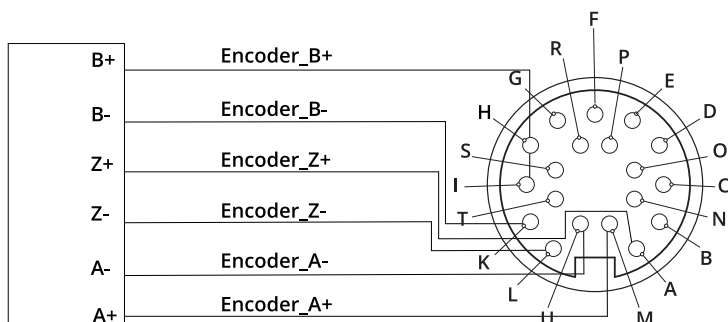 B+ Encoder_B+
B- Encoder_B-
Z+ Encoder_Z+
Z- Encoder_Z-
A- Encoder_A-
A+ Encoder_A+
F
R P
G E
H D
S O
I C
T N
K B
L A
U M